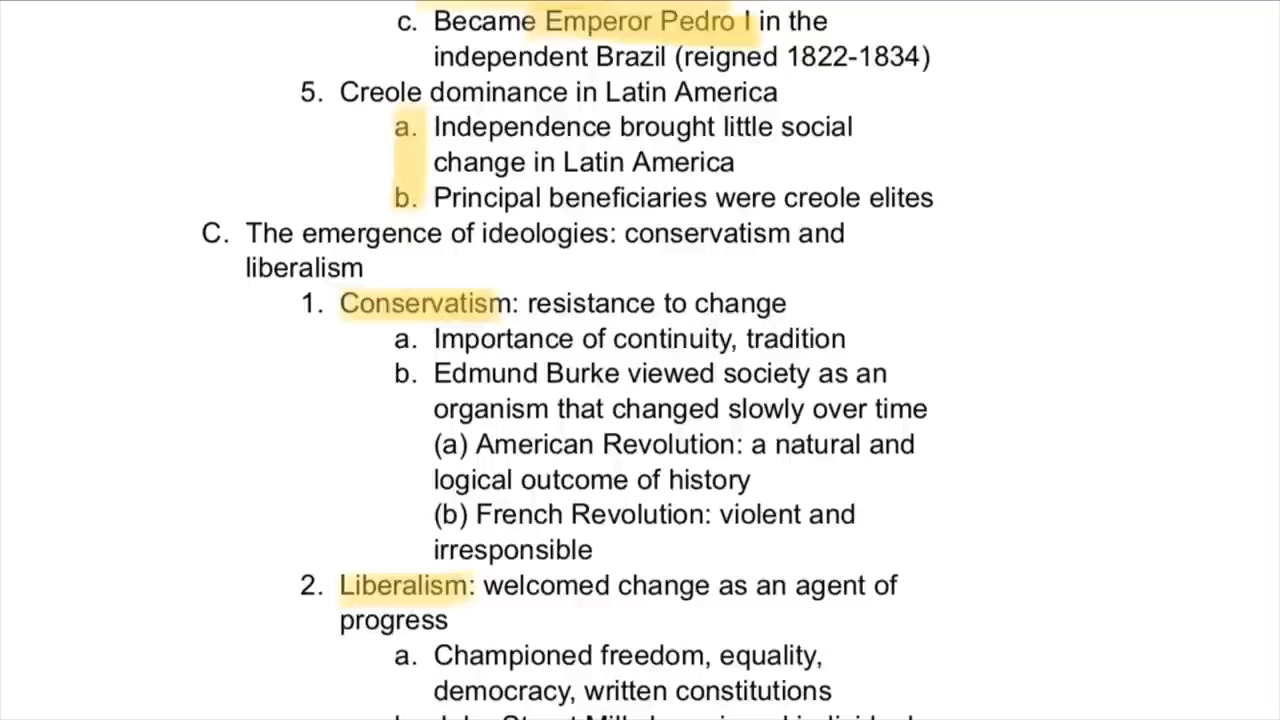 c. Became Emperor Pedro I in the
independent Brazil (reigned 1822-1834)
5. Creole dominance in Latin America
a. Independence brought little social
change in Latin America
b. Principal beneficiaries were creole elites
C. The emergence of ideologies: conservatism and
liberalism
1. Conservatism: resistance to change
a. Importance of continuity, tradition
b. Edmund Burke viewed society as an
organism that changed slowly over time
(a) American Revolution: a natural and
logical outcome of history
(b) French Revolution: violent and
irresponsible
2. Liberalism: welcomed change as an agent of
progress
a. Championed freedom, equality,
democracy, written constitutions